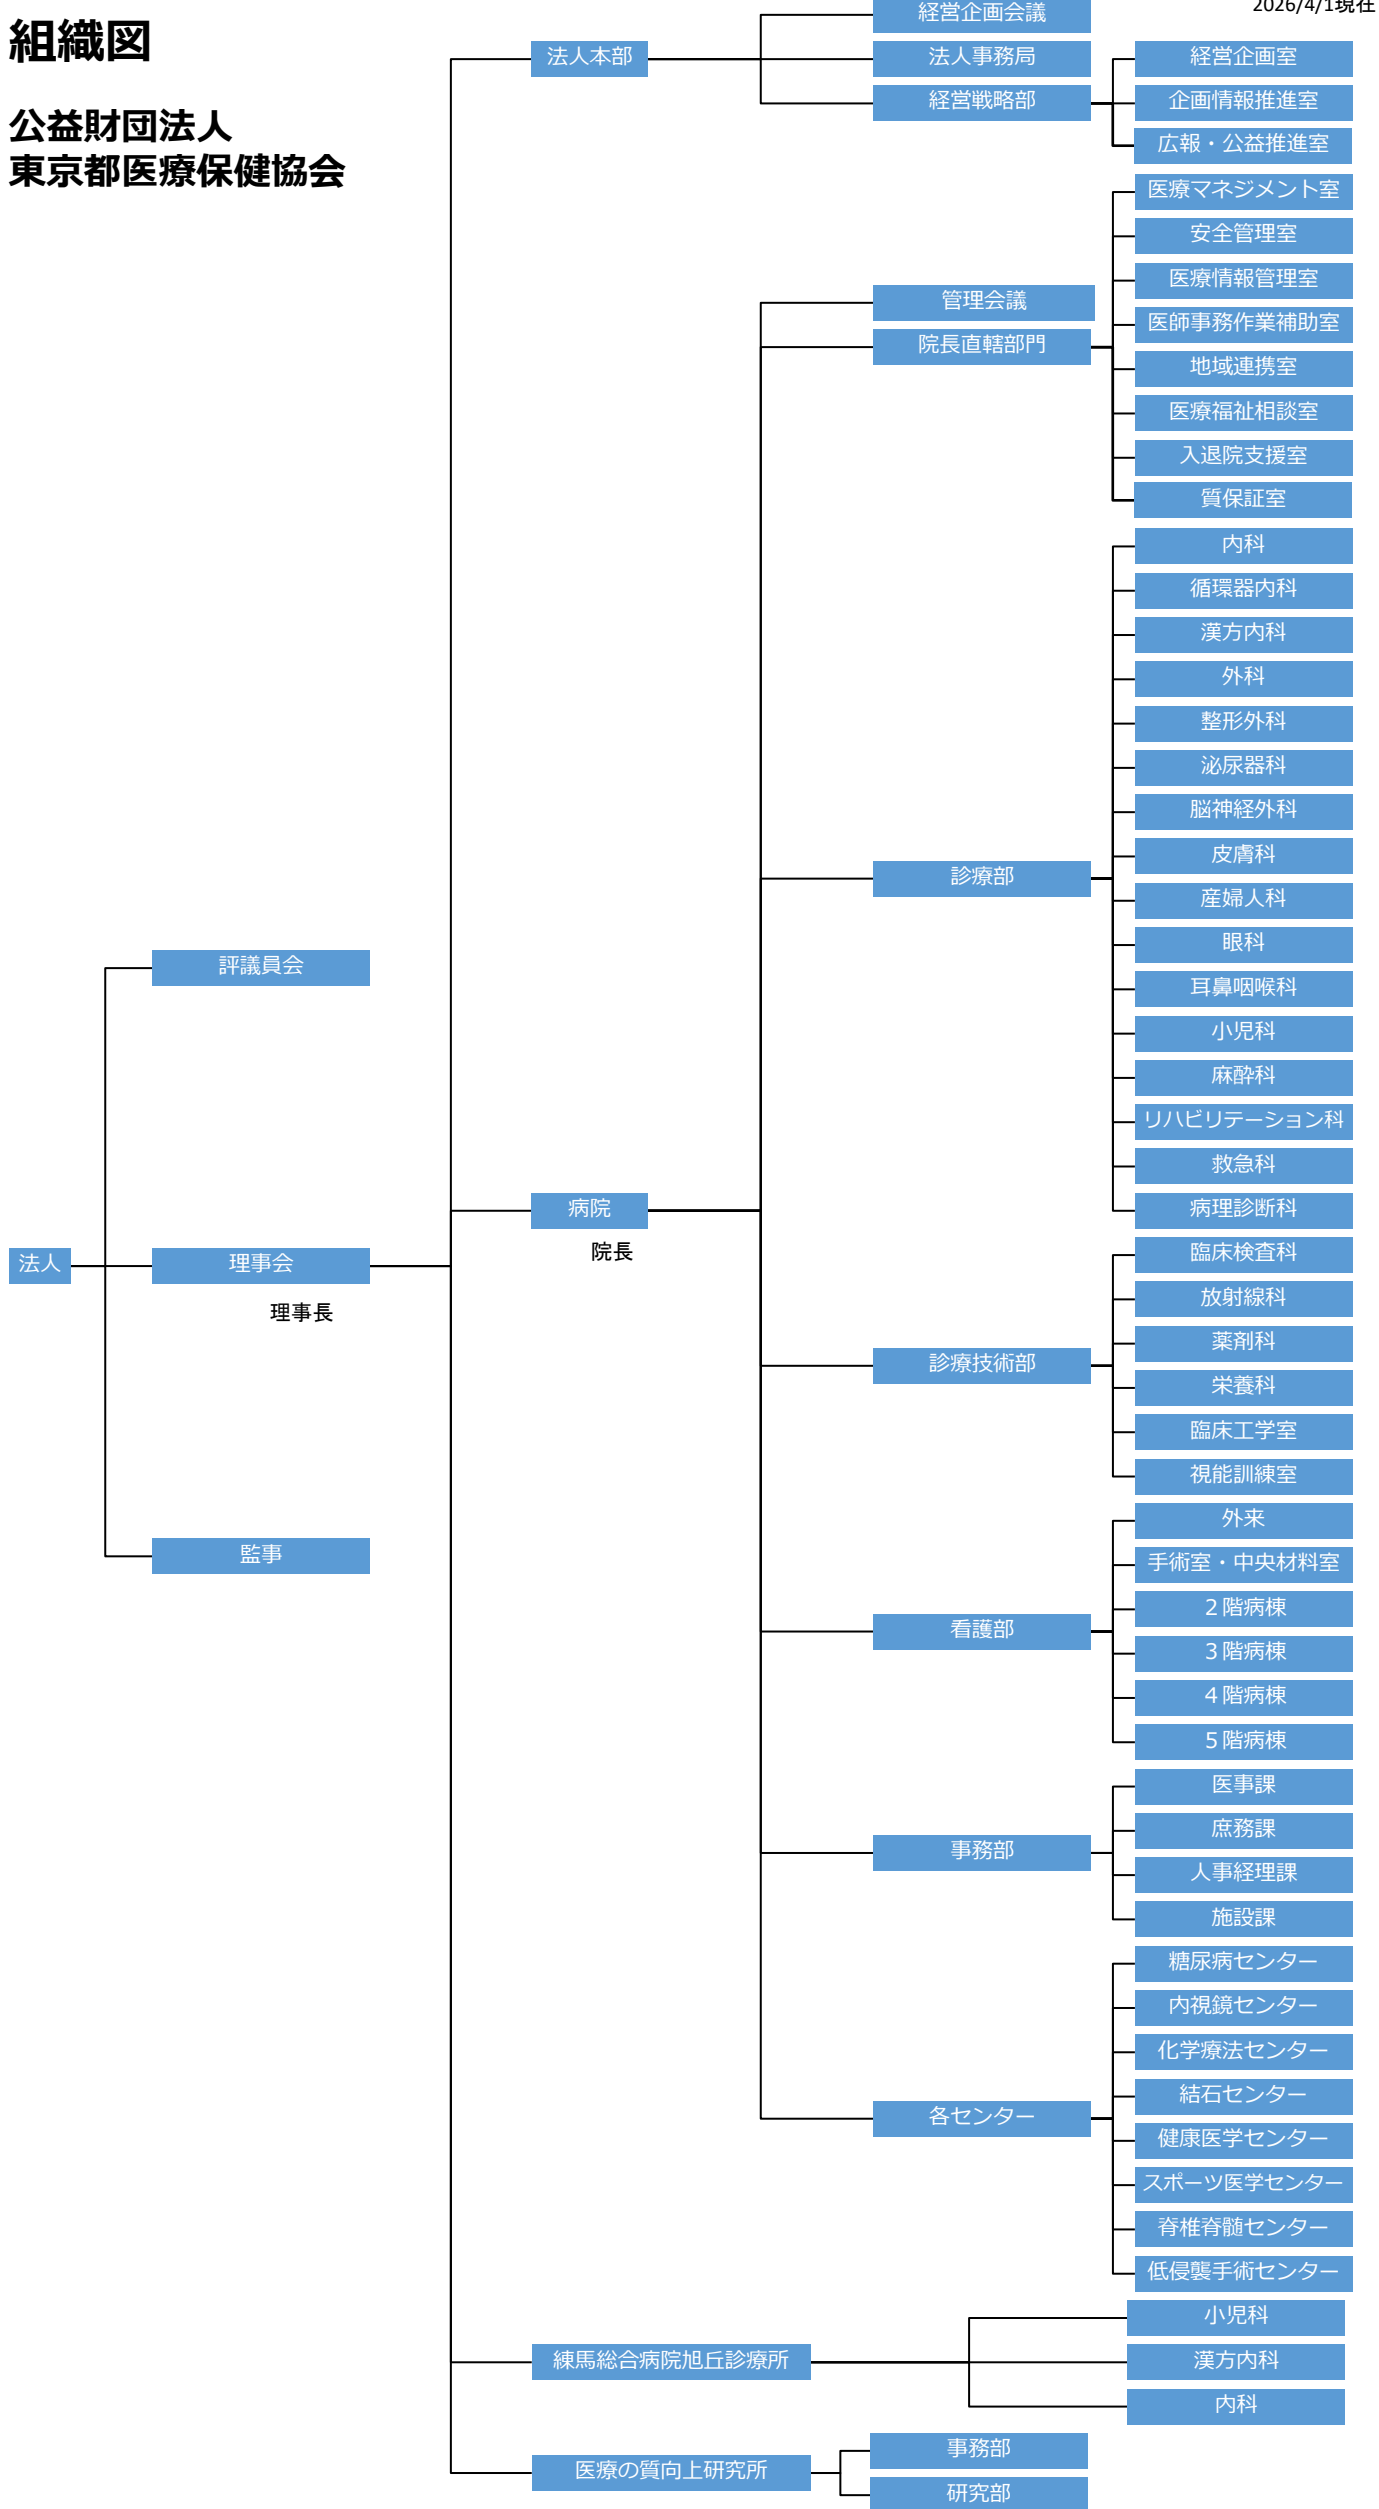 組織図
2026/4/1現在
公益財団法人
東京都医療保健協会
法人
評議員会
理事会
理事長
監事
法人本部
経営企画会議
法人事務局
経営戦略部
経営企画室
企画情報推進室
広報・公益推進室
病院
院長
管理会議
院長直轄部門
医療マネジメント室
安全管理室
医療情報管理室
医師事務作業補助室
地域連携室
医療福祉相談室
入退院支援室
質保証室
診療部
内科
循環器内科
漢方内科
外科
整形外科
泌尿器科
脳神経外科
皮膚科
産婦人科
眼科
耳鼻咽喉科
小児科
麻酔科
リハビリテーション科
救急科
病理診断科
診療技術部
臨床検査科
放射線科
薬剤科
栄養科
臨床工学室
視能訓練室
看護部
外来
手術室・中央材料室
2階病棟
3階病棟
4階病棟
5階病棟
事務部
医事課
庶務課
人事経理課
施設課
各センター
糖尿病センター
内視鏡センター
化学療法センター
結石センター
健康医学センター
スポーツ医学センター
脊椎脊髄センター
低侵襲手術センター
練馬総合病院旭丘診療所
小児科
漢方内科
内科
医療の質向上研究所
事務部
研究部